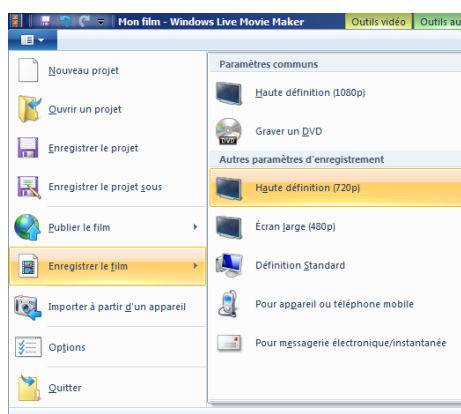 Mon film - Windows Live Movie Maker
Outils vidéo
Outils au
Nouveau projet
Ouvrir un projet
Enregistrer le projet
Enregistrer le projet sous
Publier le film
Enregistrer le film
Importer à partir d'un appareil
Options
Quitter
Paramètres communs
Haute définition (1080p)
DVD
Graver un DVD
Autres paramètres d'enregistrement
Haute définition (720p)
Écran large (480p)
Définition Standard
Pour appareil ou téléphone mobile
Pour messagerie électronique/instantanée